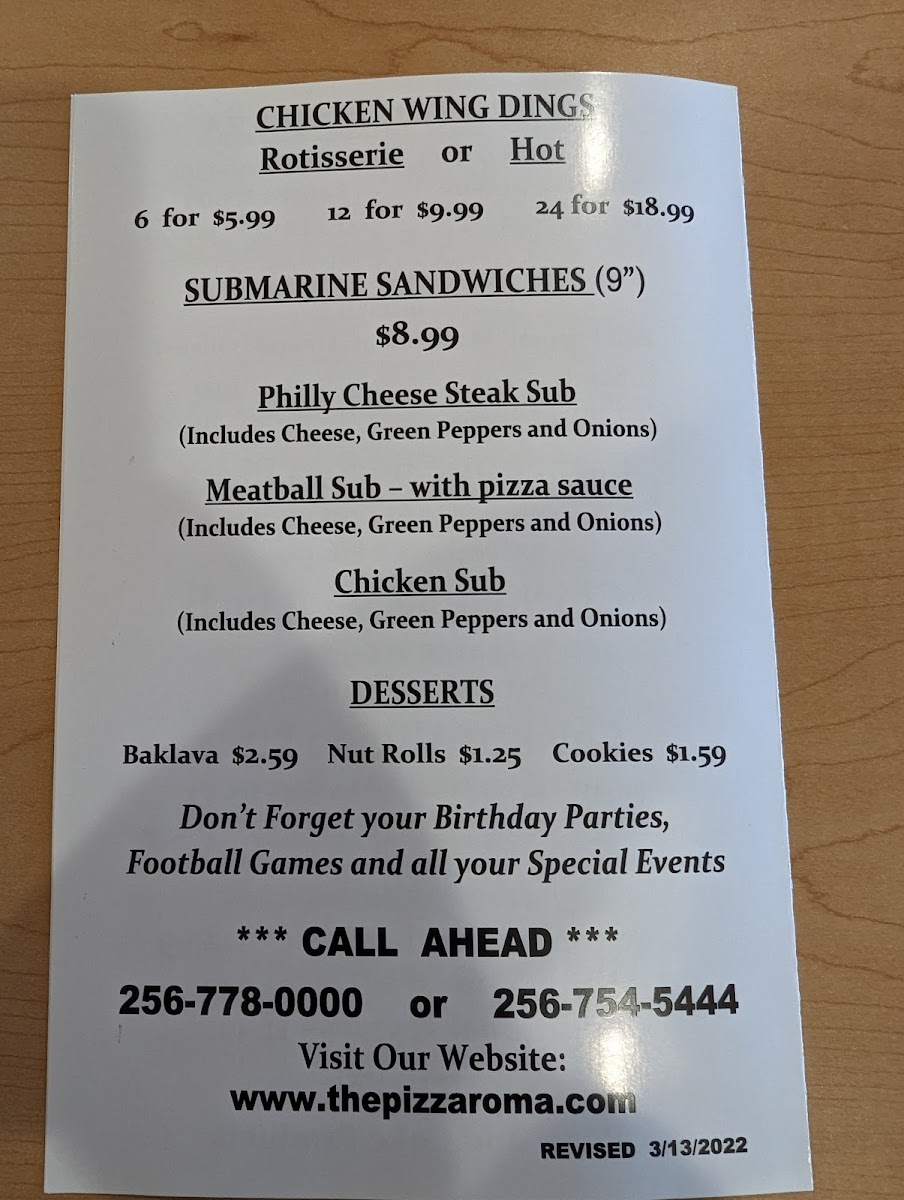 CHICKEN WING DINGS
Rotisserie or Hot
6 for $5.99 12 for $9.99 24 for $18.99
SUBMARINE SANDWICHES (9”)
$8.99
Philly Cheese Steak Sub
(Includes Cheese, Green Peppers and Onions)
Meatball Sub – with pizza sauce
(Includes Cheese, Green Peppers and Onions)
Chicken Sub
(Includes Cheese, Green Peppers and Onions)
DESSERTS
Baklava $2.59 Nut Rolls $1.25 Cookies $1.59
Don’t Forget your Birthday Parties,
Football Games and all your Special Events
*** CALL AHEAD ***
256-778-0000 or 256-754-5444
Visit Our Website:
www.thepizzaroma.com
REVISED 3/13/2022